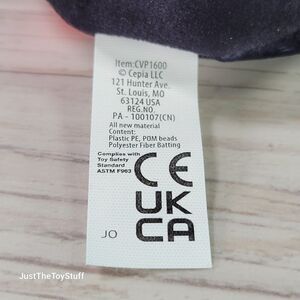 Item:CVP1600
© Cepia LLC
121 Hunter Ave.
St. Louis, MO
63124 USA
REG.NO.
PA - 100107(CN)
All new material
Content:
Plastic PE, POM beads
Polyester Fiber Batting
Complies with
Toy Safety
Standard
ASTM F963
CE
UK
CA
JO
JustTheToyStuff